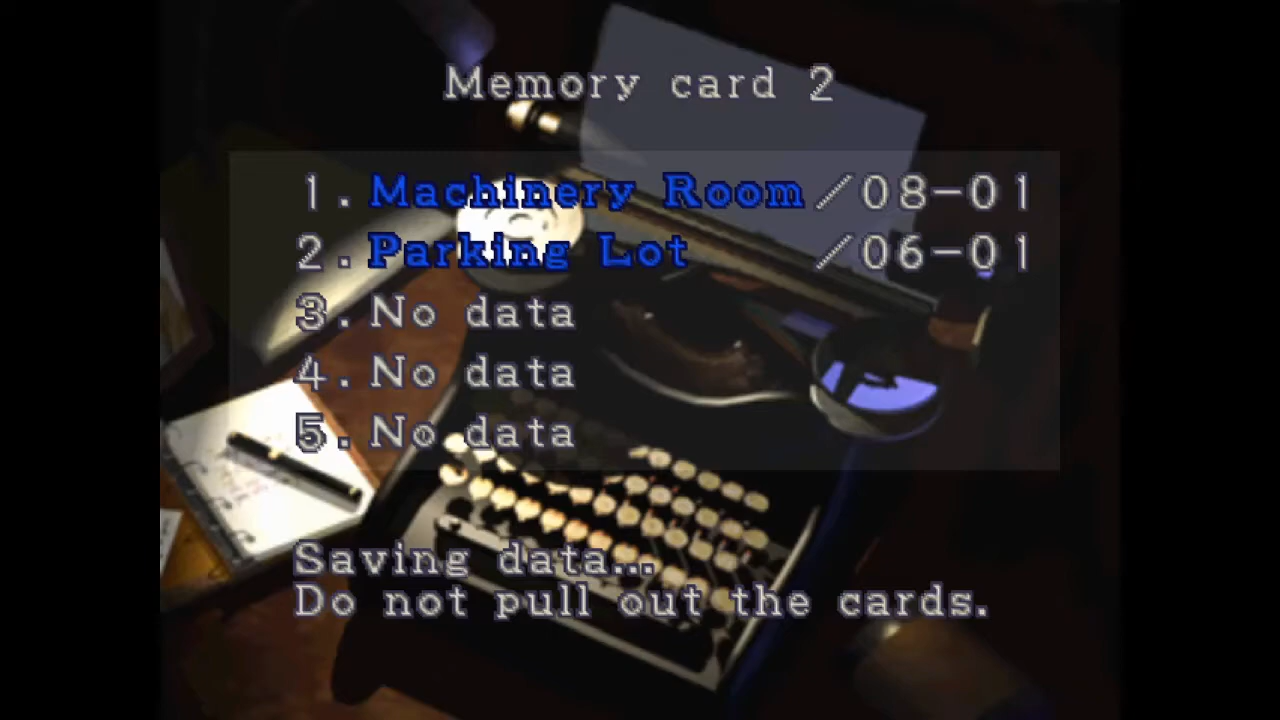 Memory card 2
1. Machinery Room/08-01
2. Parking Lot /06-01
3. No data
4. No data
5. No data
Saving data...
Do not pull out the cards.